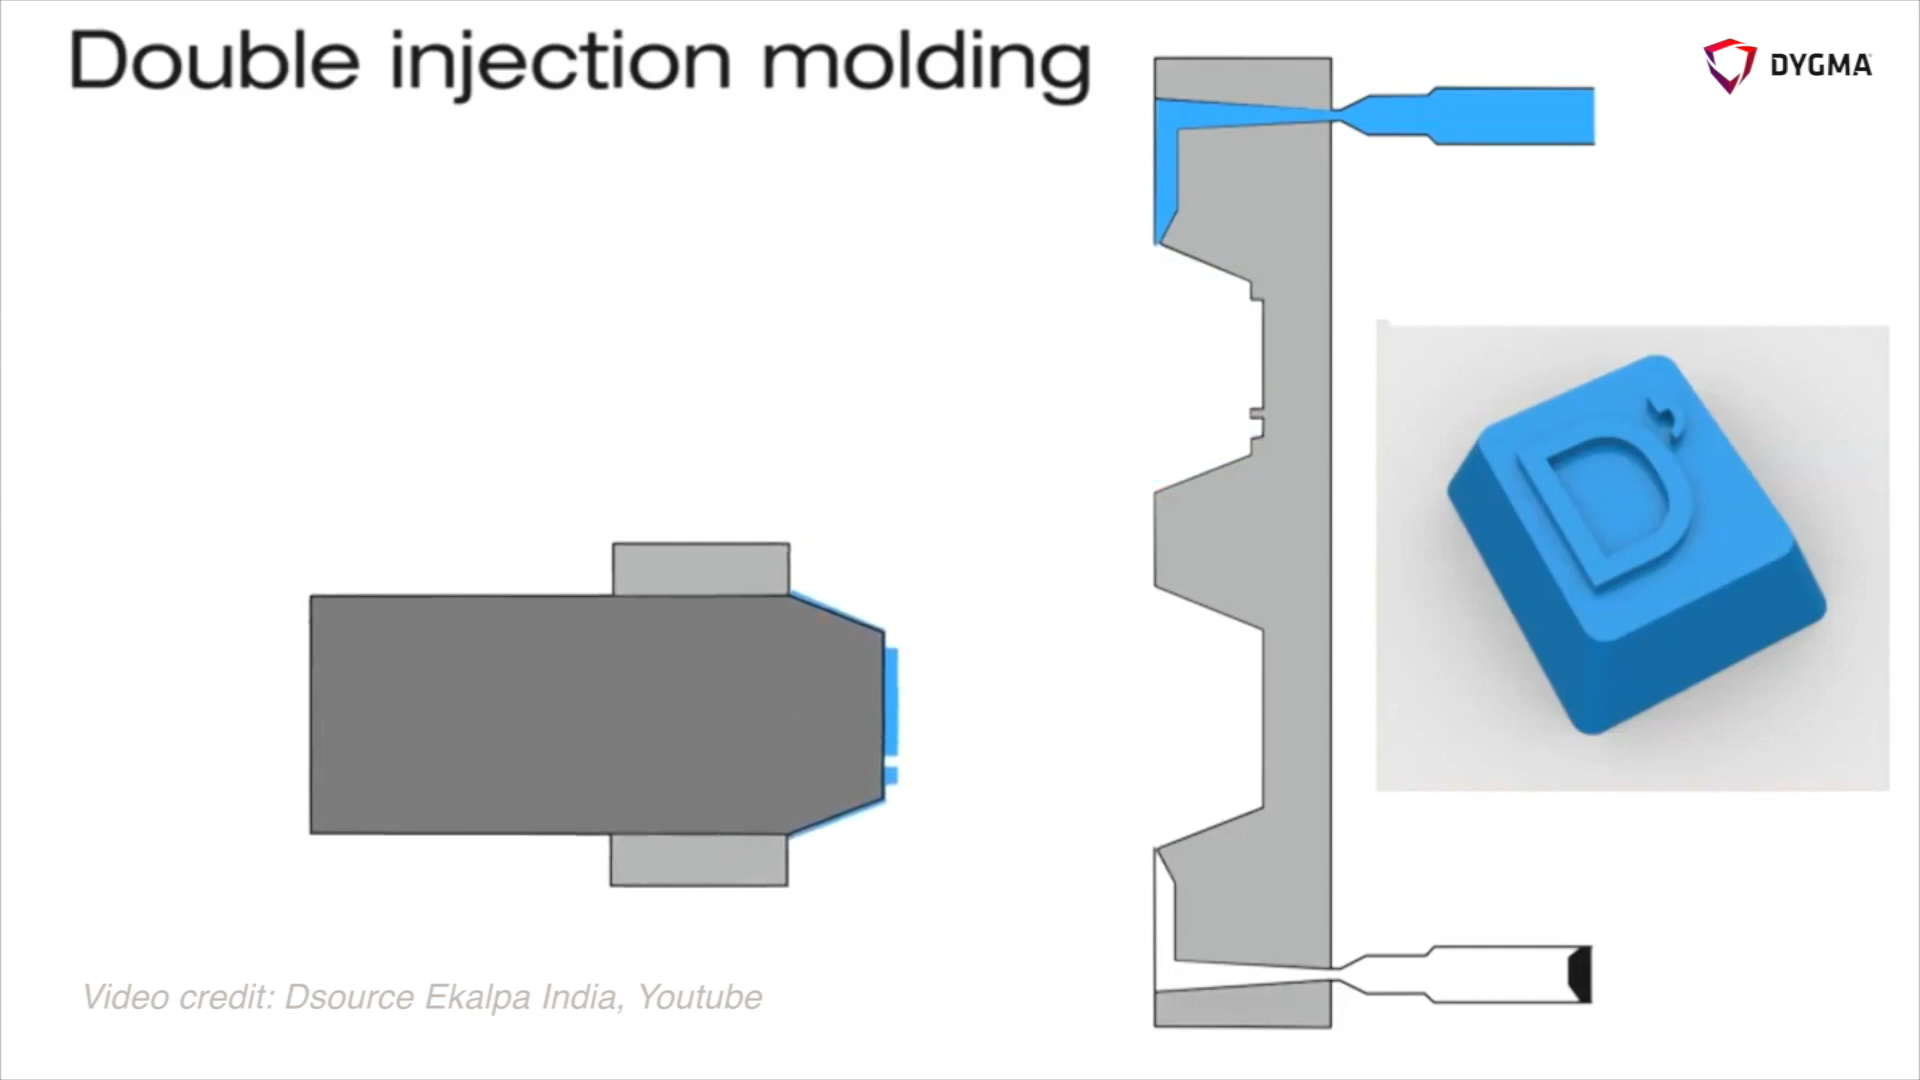 Double injection molding
DYGMA
D
Video credit: Dsource Ekalpa India, Youtube